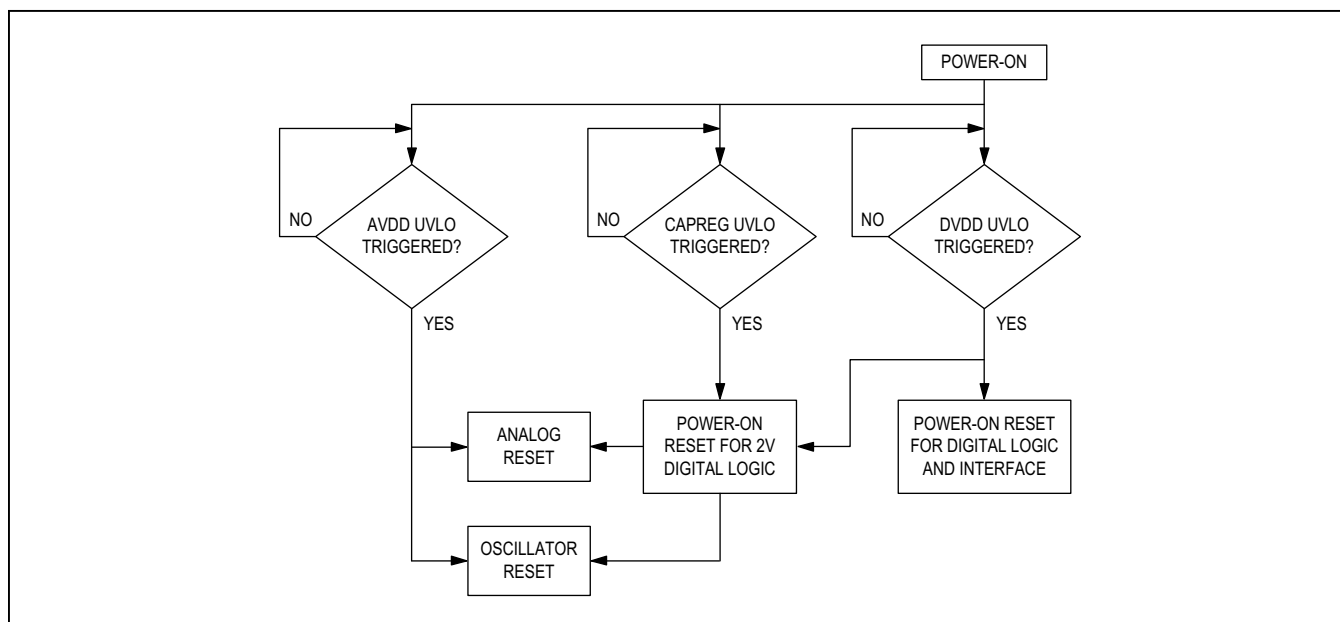 POWER-ON
NO
AVDD UVLO
TRIGGERED?
YES
NO
CAPREG UVLO
TRIGGERED?
YES
NO
DVDD UVLO
TRIGGERED?
YES
ANALOG
RESET
POWER-ON
RESET FOR 2V
DIGITAL LOGIC
POWER-ON RESET
FOR DIGITAL LOGIC
AND INTERFACE
OSCILLATOR
RESET